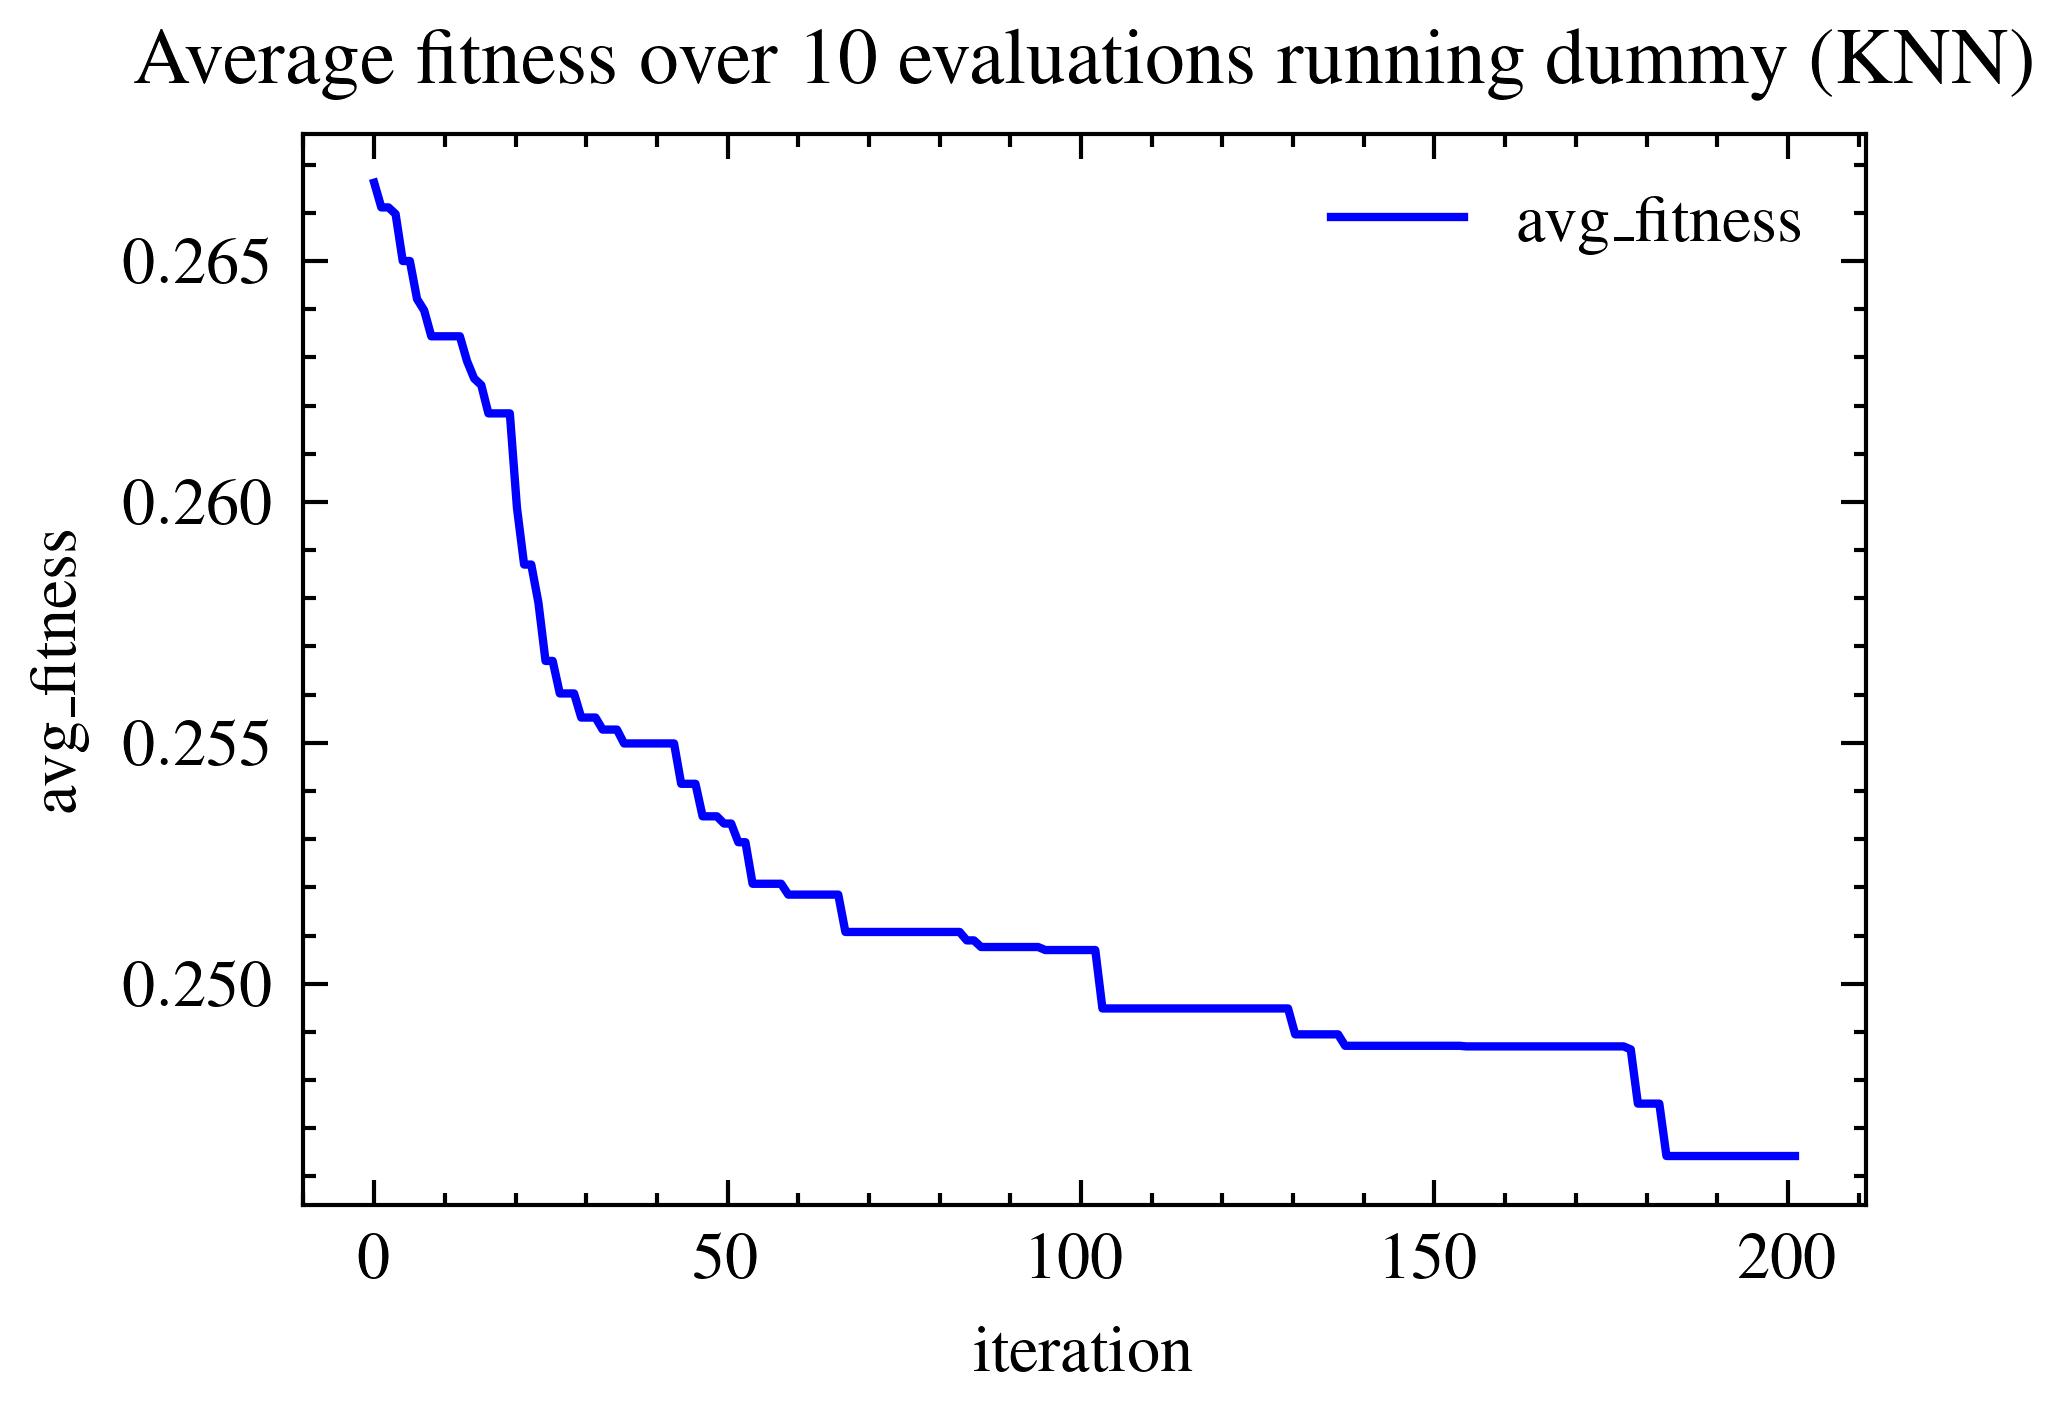 Average fitness over 10 evaluations running dummy (KNN)
avg_fitness
0.265
0.260
0.255
0.250
avg_fitness
0 50 100 150 200
iteration